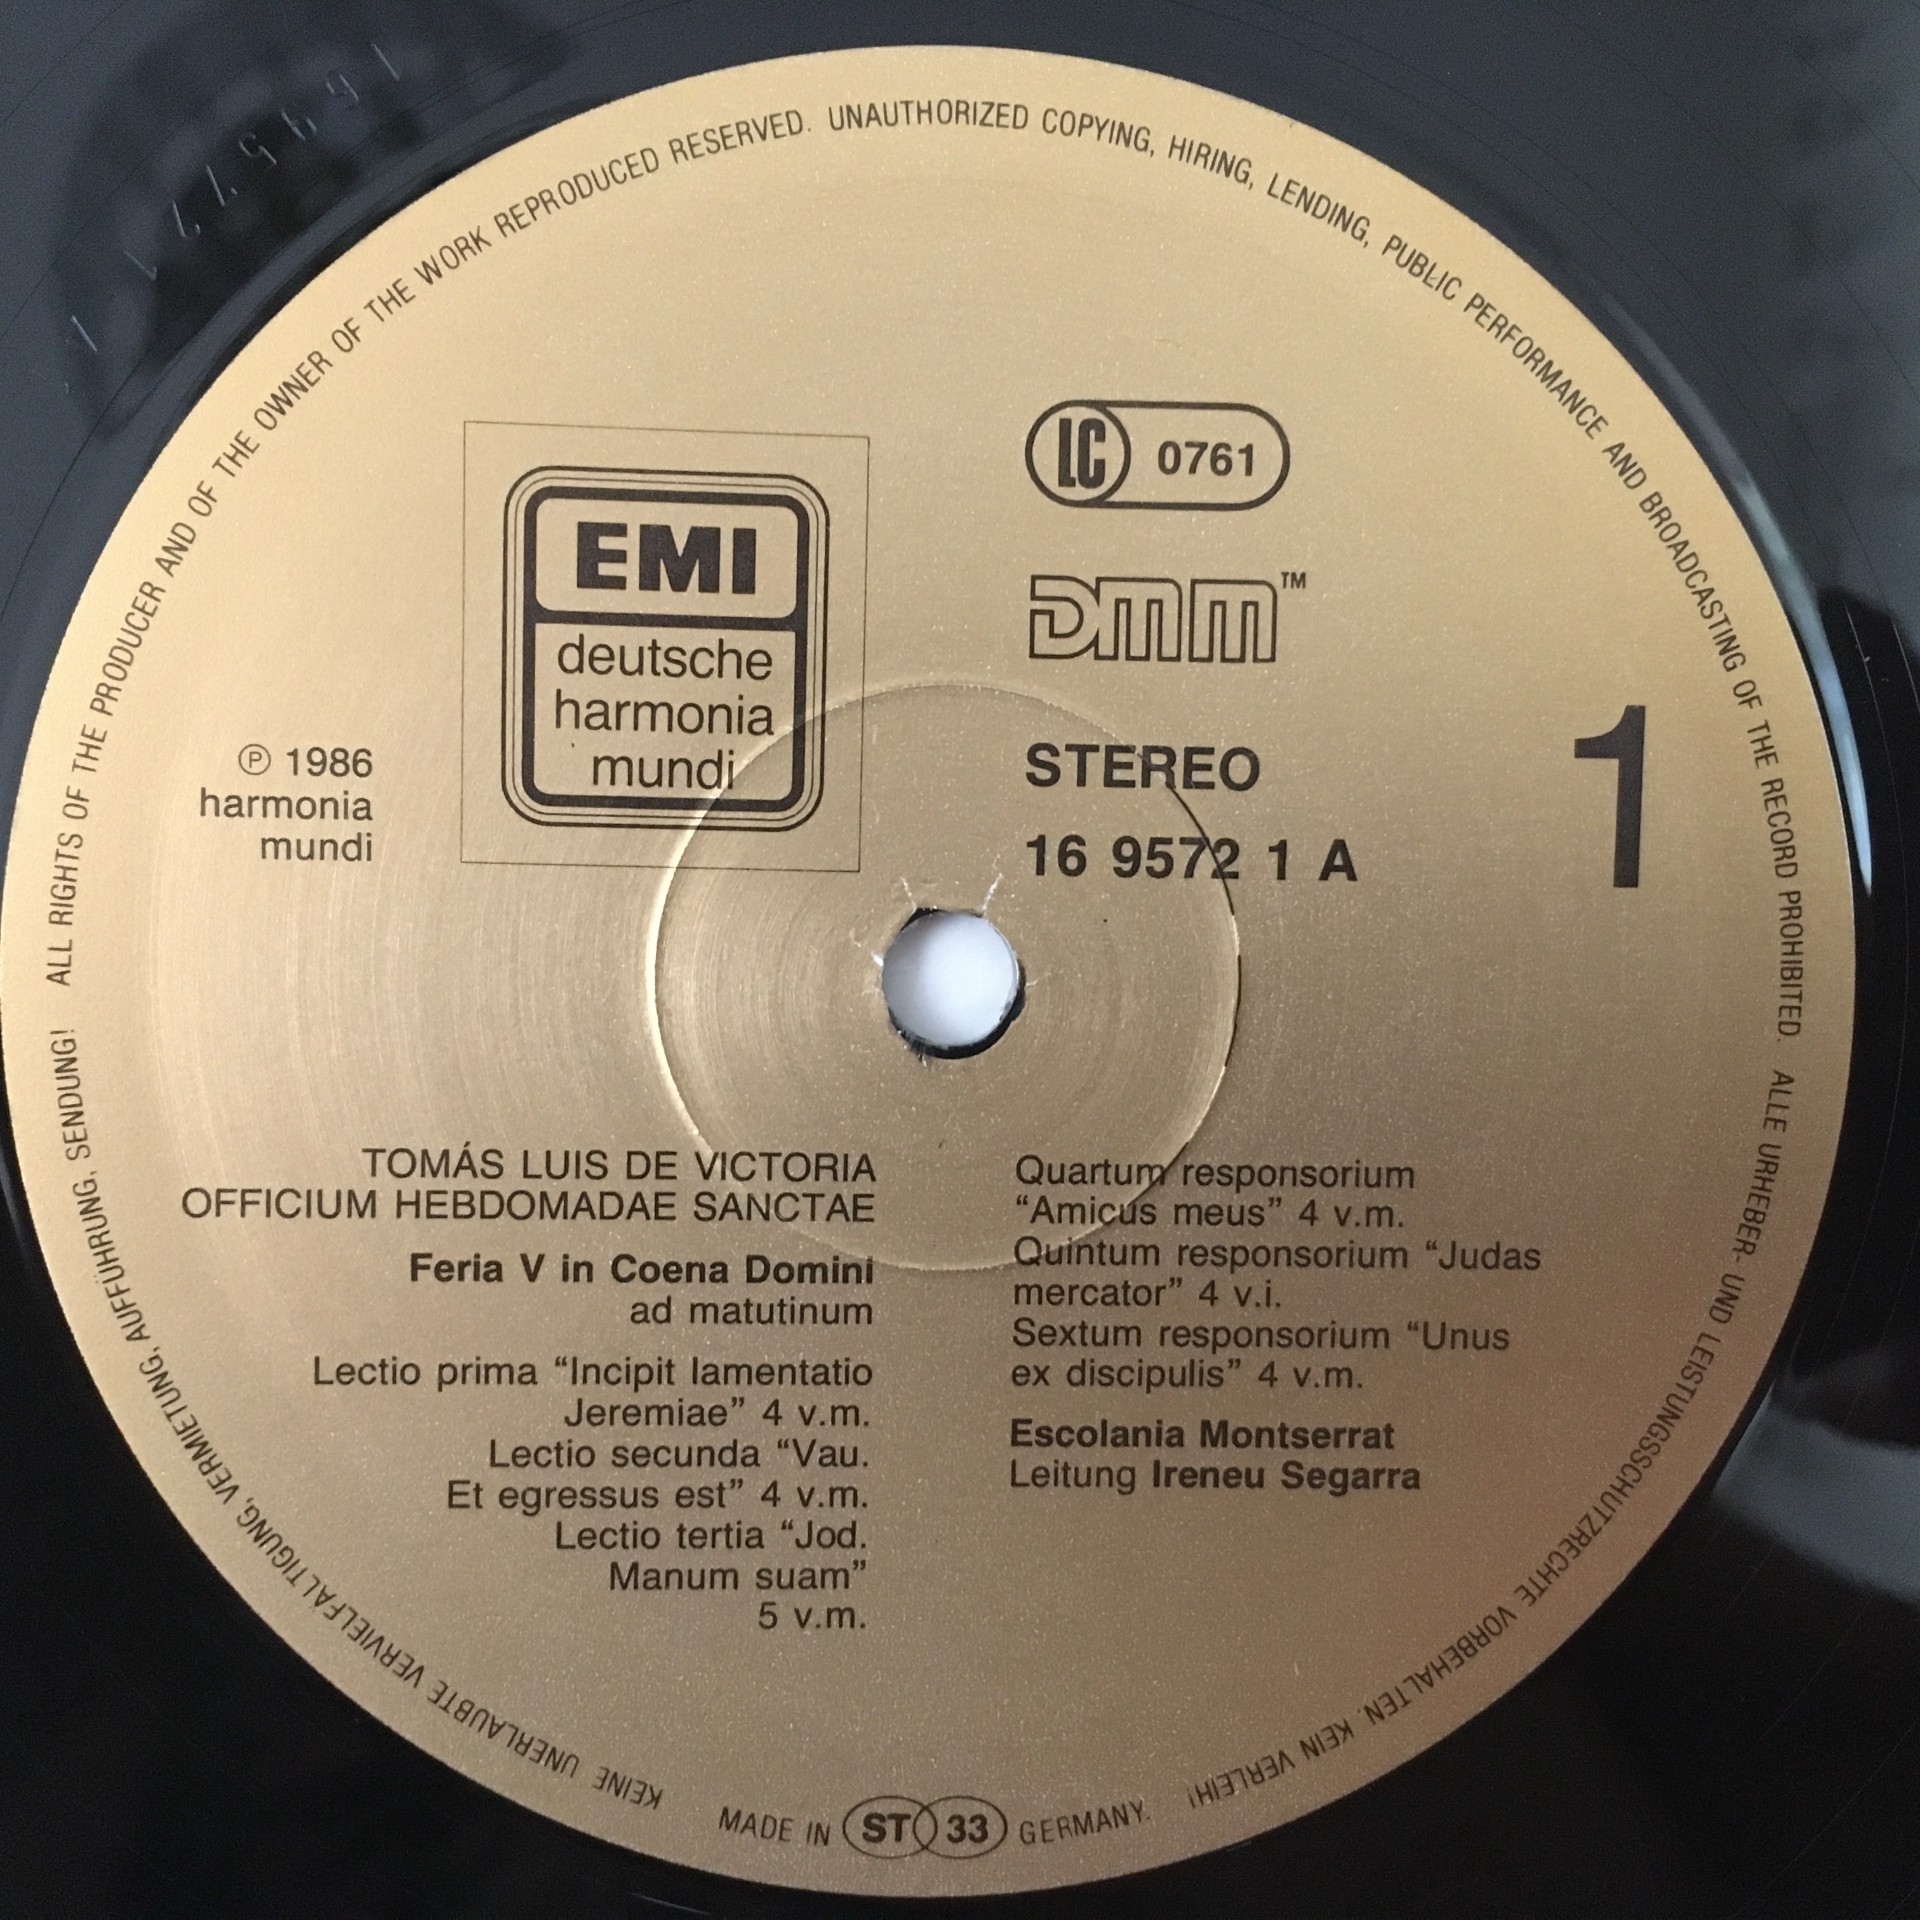 ALL RIGHTS OF THE PRODUCER AND OF THE OWNER OF THE WORK REPRODUCED RESERVED. UNAUTHORIZED COPYING, HIRING, LENDING, PUBLIC PERFORMANCE AND BROADCASTING OF THE RECORD PROHIBITED.
ALLE URHEBER- UND LEISTUNGSSCHUTZRECHTE VORBEHALTEN. KEIN VERLEIH!
KEINE UNERLAUBTE VERVIELFÄLTIGUNG, VERMIETUNG, AUFFÜHRUNG, SENDUNG!
EMI
deutsche
harmonia
mundi
LC 0761
DMM™
STEREO
16 9572 1 A
1
℗ 1986
harmonia
mundi
TOMÁS LUIS DE VICTORIA
OFFICIUM HEBDOMADAE SANCTAE
Feria V in Coena Domini
ad matutinum
Lectio prima “Incipit lamentatio
Jeremiae” 4 v.m.
Lectio secunda “Vau.
Et egressus est” 4 v.m.
Lectio tertia “Jod.
Manum suam”
5 v.m.
Quartum responsorium
“Amicus meus” 4 v.m.
Quintum responsorium “Judas
mercator” 4 v.i.
Sextum responsorium “Unus
ex discipulis” 4 v.m.
Escolania Montserrat
Leitung Ireneu Segarra
MADE IN ST 33 GERMANY.